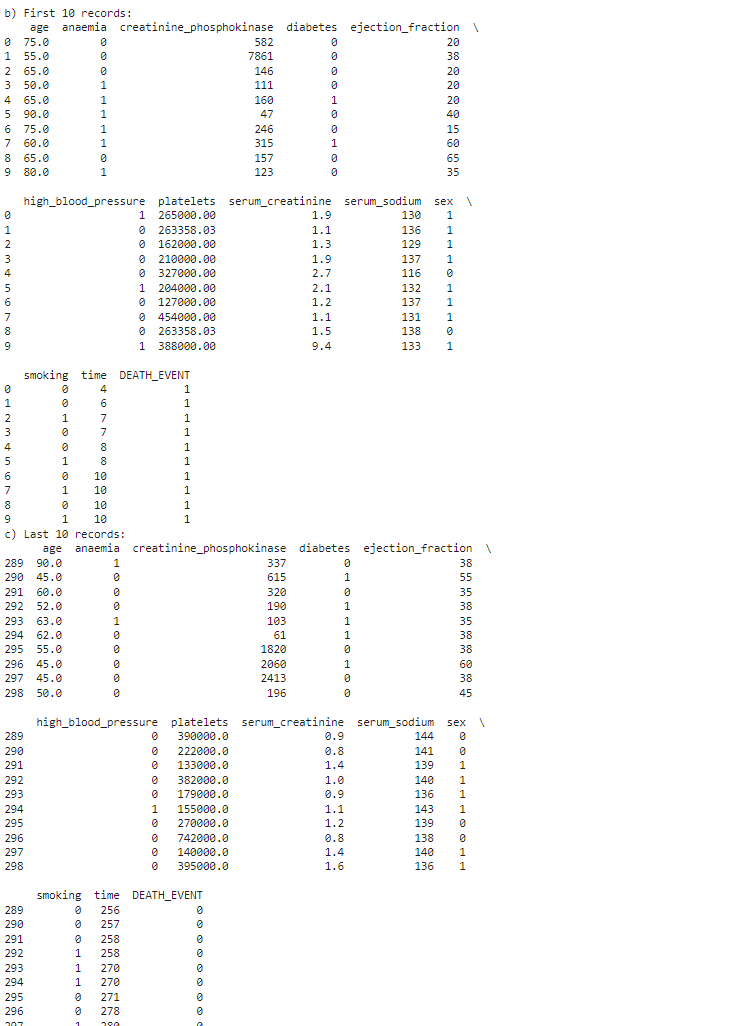 b) First 10 records:
    age  anaemia  creatinine_phosphokinase  diabetes  ejection_fraction  \
0  75.0        0                       582         0                 20
1  55.0        0                      7861         0                 38
2  65.0        0                       146         0                 20
3  50.0        1                       111         0                 20
4  65.0        1                       160         1                 20
5  90.0        1                        47         0                 40
6  75.0        1                       246         0                 15
7  60.0        1                       315         1                 60
8  65.0        0                       157         0                 65
9  80.0        1                       123         0                 35
   high_blood_pressure  platelets  serum_creatinine  serum_sodium  sex  \
0                    1  265000.00               1.9           130    1
1                    0  263358.03               1.1           136    1
2                    0  162000.00               1.3           129    1
3                    0  210000.00               1.9           137    1
4                    0  327000.00               2.7           116    0
5                    1  204000.00               2.1           132    1
6                    0  127000.00               1.2           137    1
7                    0  454000.00               1.1           131    1
8                    0  263358.03               1.5           138    0
9                    1  388000.00               9.4           133    1
   smoking  time  DEATH_EVENT
0        0     4            1
1        0     6            1
2        1     7            1
3        0     7            1
4        0     8            1
5        1     8            1
6        0    10            1
7        1    10            1
8        0    10            1
9        1    10            1
c) Last 10 records:
      age  anaemia  creatinine_phosphokinase  diabetes  ejection_fraction  \
289  90.0        1                       337         0                 38
290  45.0        0                       615         1                 55
291  60.0        0                       320         0                 35
292  52.0        0                       190         1                 38
293  63.0        1                       103         1                 35
294  62.0        0                        61         1                 38
295  55.0        0                      1820         0                 38
296  45.0        0                      2060         1                 60
297  45.0        0                      2413         0                 38
298  50.0        0                       196         0                 45
     high_blood_pressure  platelets  serum_creatinine  serum_sodium  sex  \
289                    0   390000.0               0.9           144    0
290                    0   222000.0               0.8           141    0
291                    0   133000.0               1.4           139    1
292                    0   382000.0               1.0           140    1
293                    0   179000.0               0.9           136    1
294                    1   155000.0               1.1           143    1
295                    0   270000.0               1.2           139    0
296                    0   742000.0               0.8           138    0
297                    0   140000.0               1.4           140    1
298                    0   395000.0               1.6           136    1
     smoking  time  DEATH_EVENT
289        0   256            0
290        0   257            0
291        0   258            0
292        1   258            0
293        1   270            0
294        1   270            0
295        0   271            0
296        0   278            0
297        1   280            0